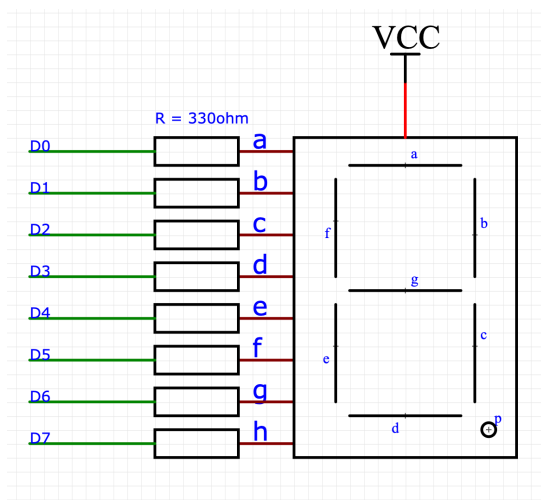 VCC
R = 330ohm
D0 a
D1 b
D2 c
D3 d
D4 e
D5 f
D6 g
D7 h
a
f b
g
e c
d p